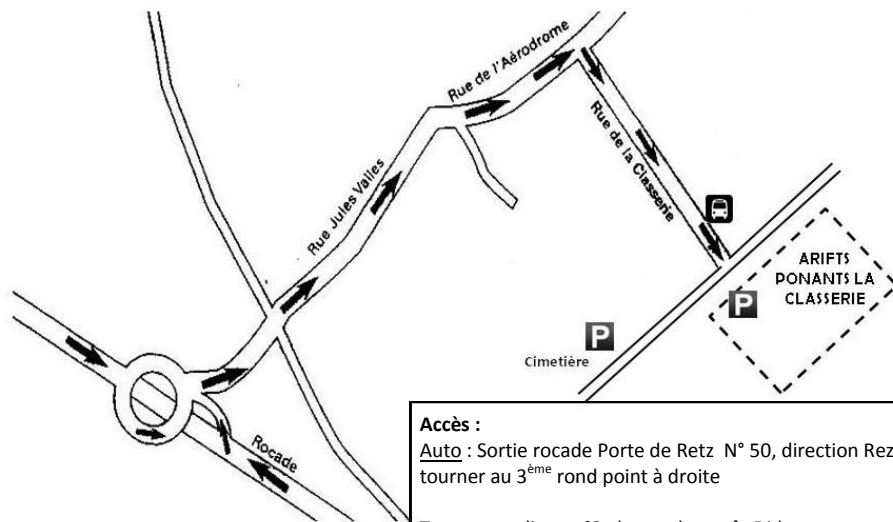 Rue de l'Aérodrome
Rue Jules Valles
Rue de la Classerie
ARIFTS
PONANTS LA
CLASSERIE
P
P
Cimetière
Rocade
Accès :
Auto : Sortie rocade Porte de Retz N° 50, direction Rez
tourner au 3ème rond point à droite